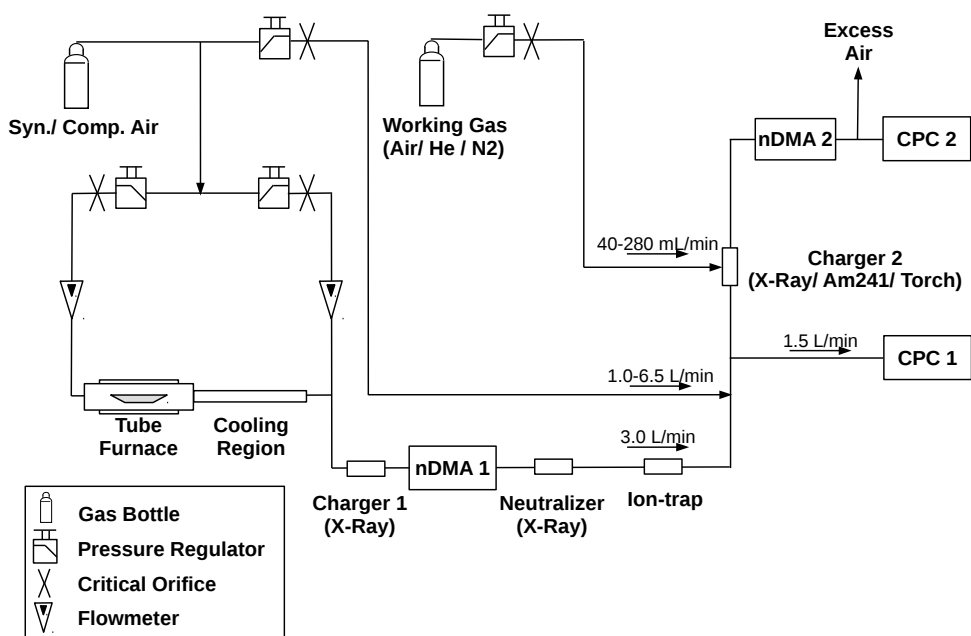 Excess
Air
Syn./ Comp. Air
Working Gas
(Air/ He / N2)
nDMA 2
CPC 2
40-280 mL/min
Charger 2
(X-Ray/ Am241/ Torch)
1.5 L/min
CPC 1
1.0-6.5 L/min
Tube
Furnace
Cooling
Region
3.0 L/min
nDMA 1
Charger 1
(X-Ray)
Neutralizer
(X-Ray)
Ion-trap
Gas Bottle
Pressure Regulator
Critical Orifice
Flowmeter